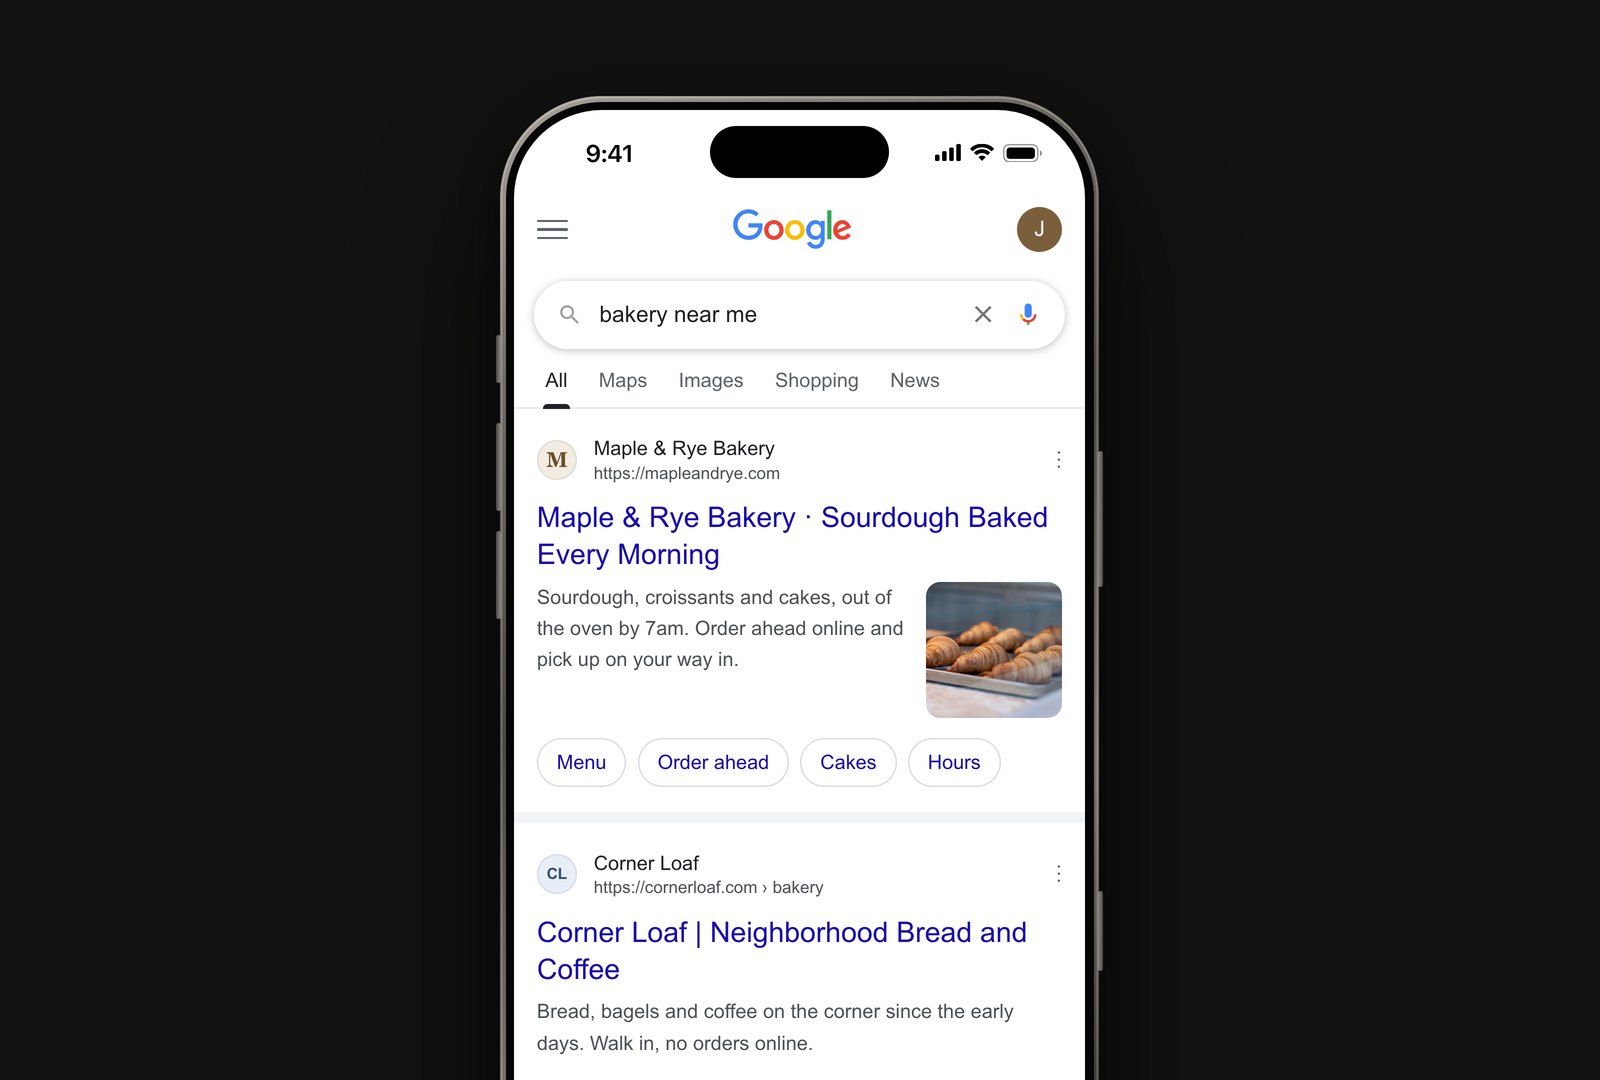 9:41
Google
J
bakery near me
All Maps Images Shopping News
M
Maple & Rye Bakery
https://mapleandrye.com
Maple & Rye Bakery · Sourdough Baked
Every Morning
Sourdough, croissants and cakes, out of
the oven by 7am. Order ahead online and
pick up on your way in.
Menu Order ahead Cakes Hours
CL
Corner Loaf
https://cornerloaf.com › bakery
Corner Loaf | Neighborhood Bread and
Coffee
Bread, bagels and coffee on the corner since the early
days. Walk in, no orders online.